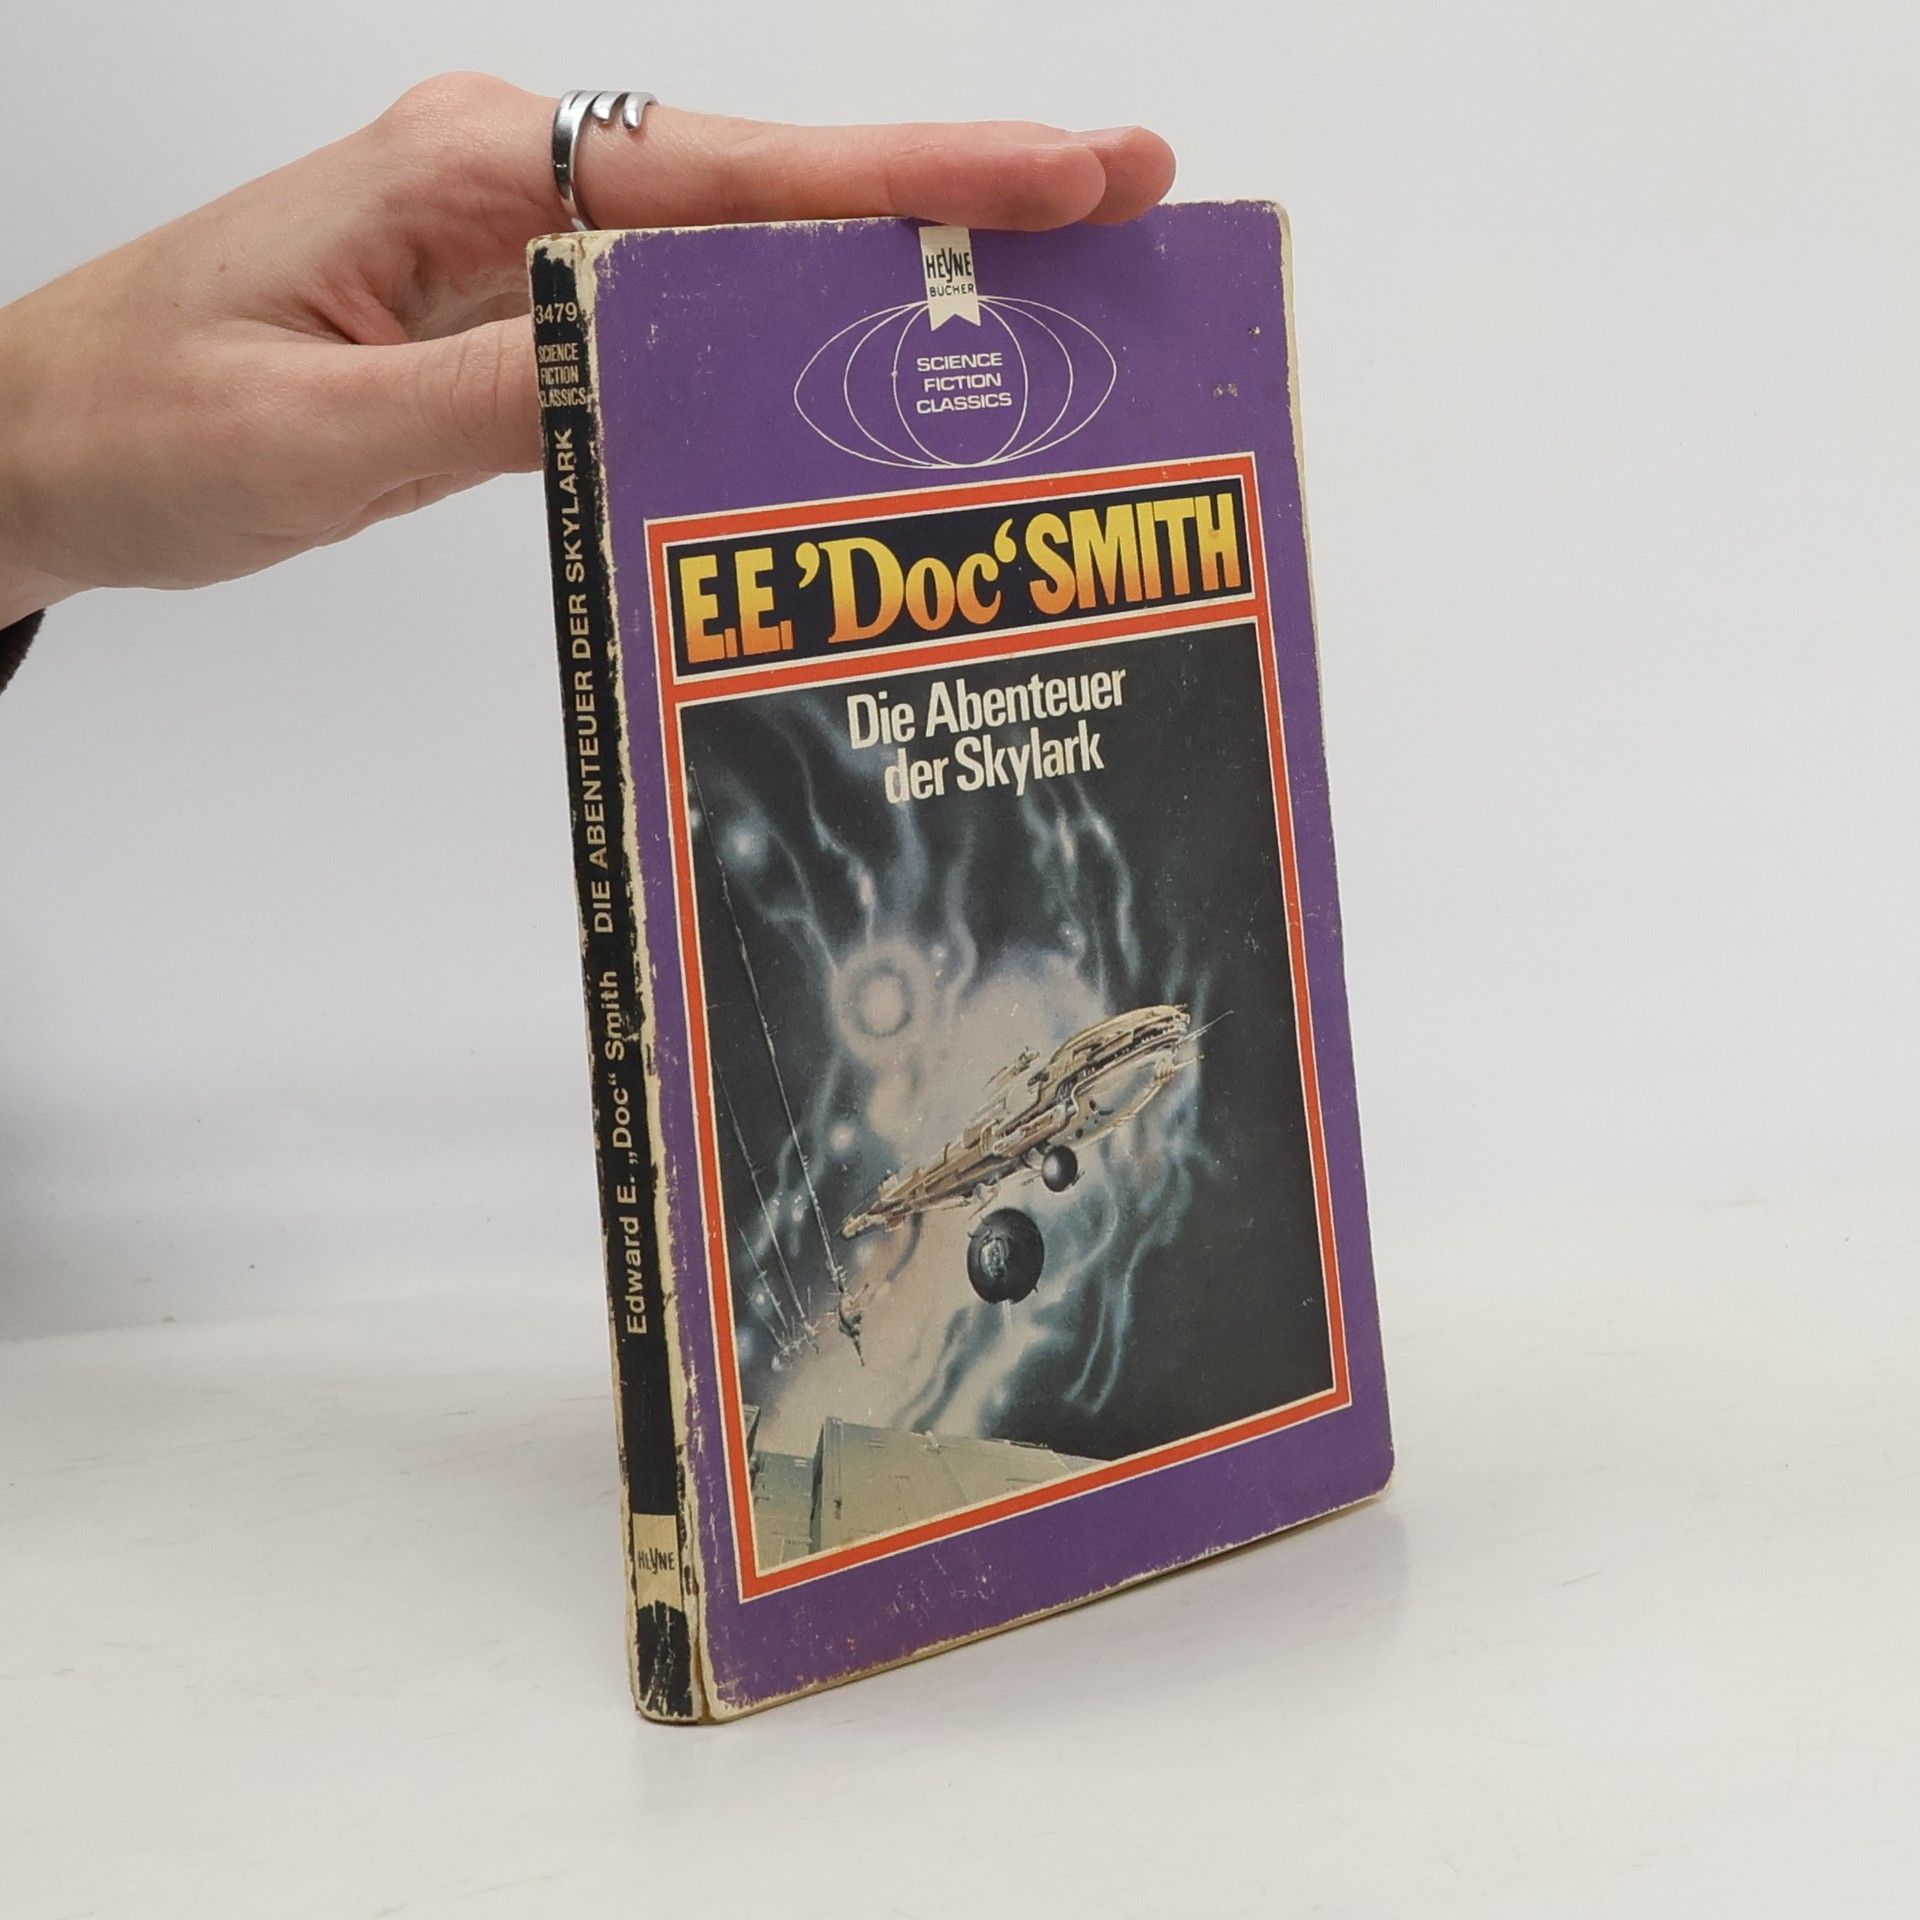 HEYNE
BÜCHER
SCIENCE
FICTION
CLASSICS
E.E. 'Doc' SMITH
Die Abenteuer
der Skylark
3479
SCIENCE
FICTION
CLASSICS
Edward E. „Doc“ Smith DIE ABENTEUER DER SKYLARK
HEYNE